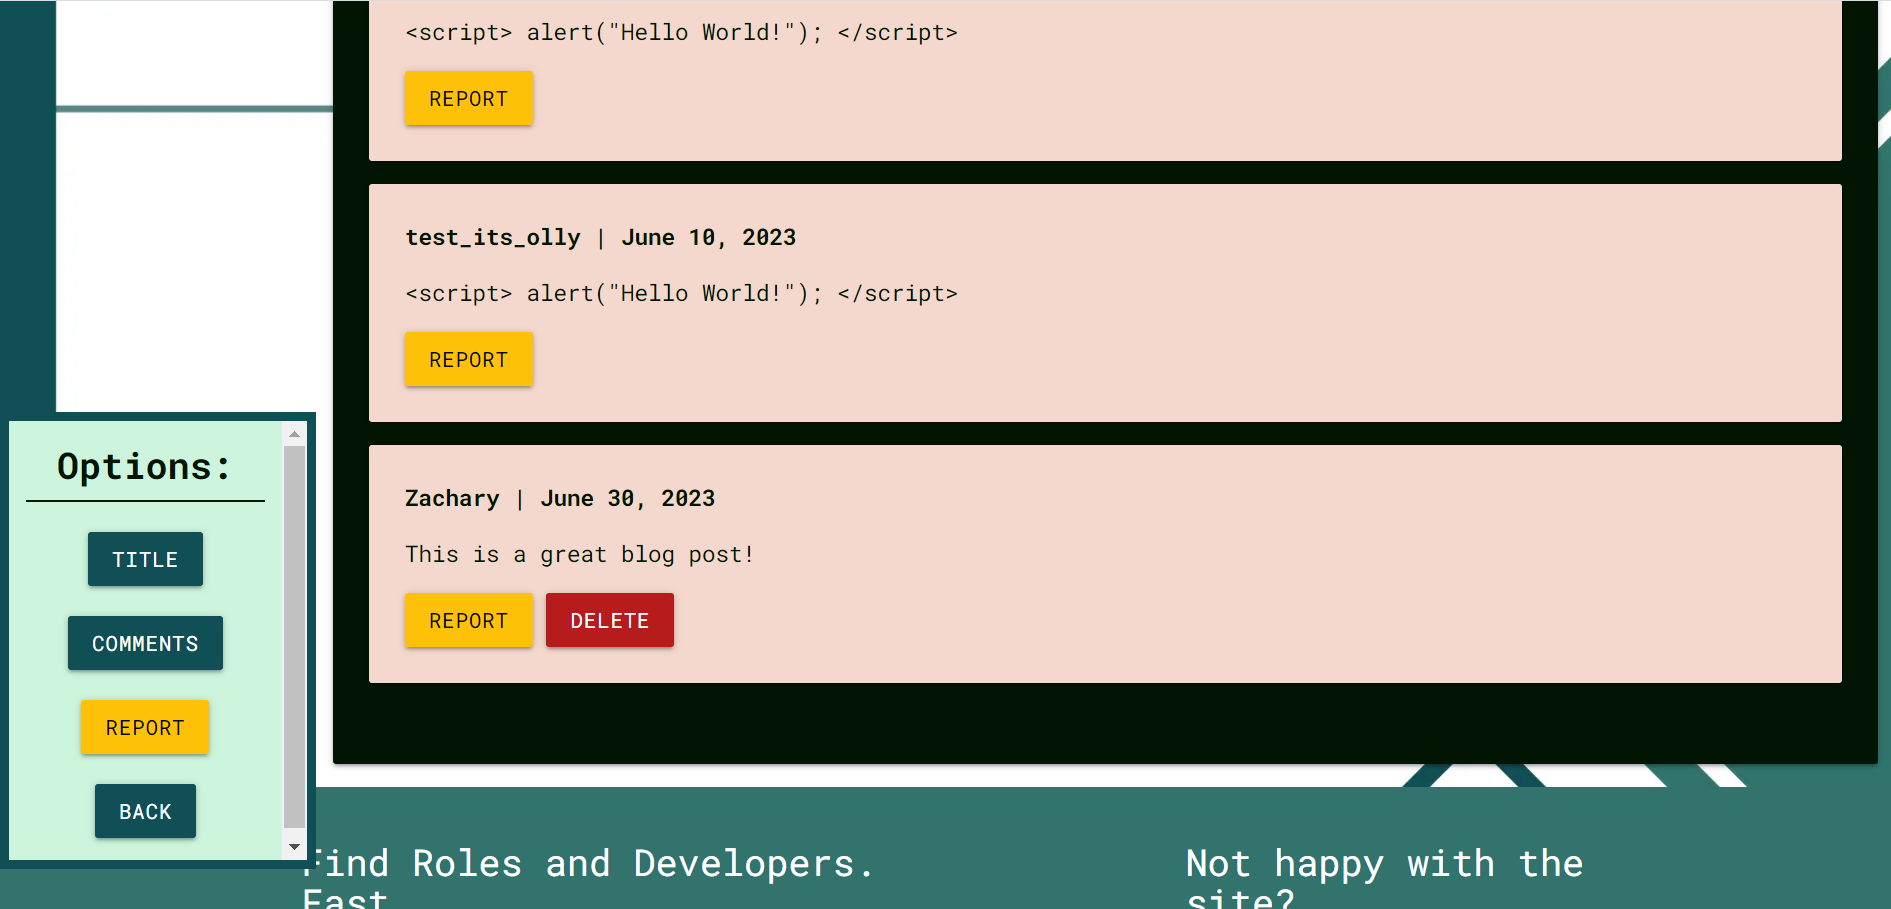 <script> alert("Hello World!"); </script>
REPORT
test_its_olly | June 10, 2023
<script> alert("Hello World!"); </script>
REPORT
Zachary | June 30, 2023
This is a great blog post!
REPORT DELETE
Options:
TITLE
COMMENTS
REPORT
BACK
Find Roles and Developers.
Fast
Not happy with the
site?